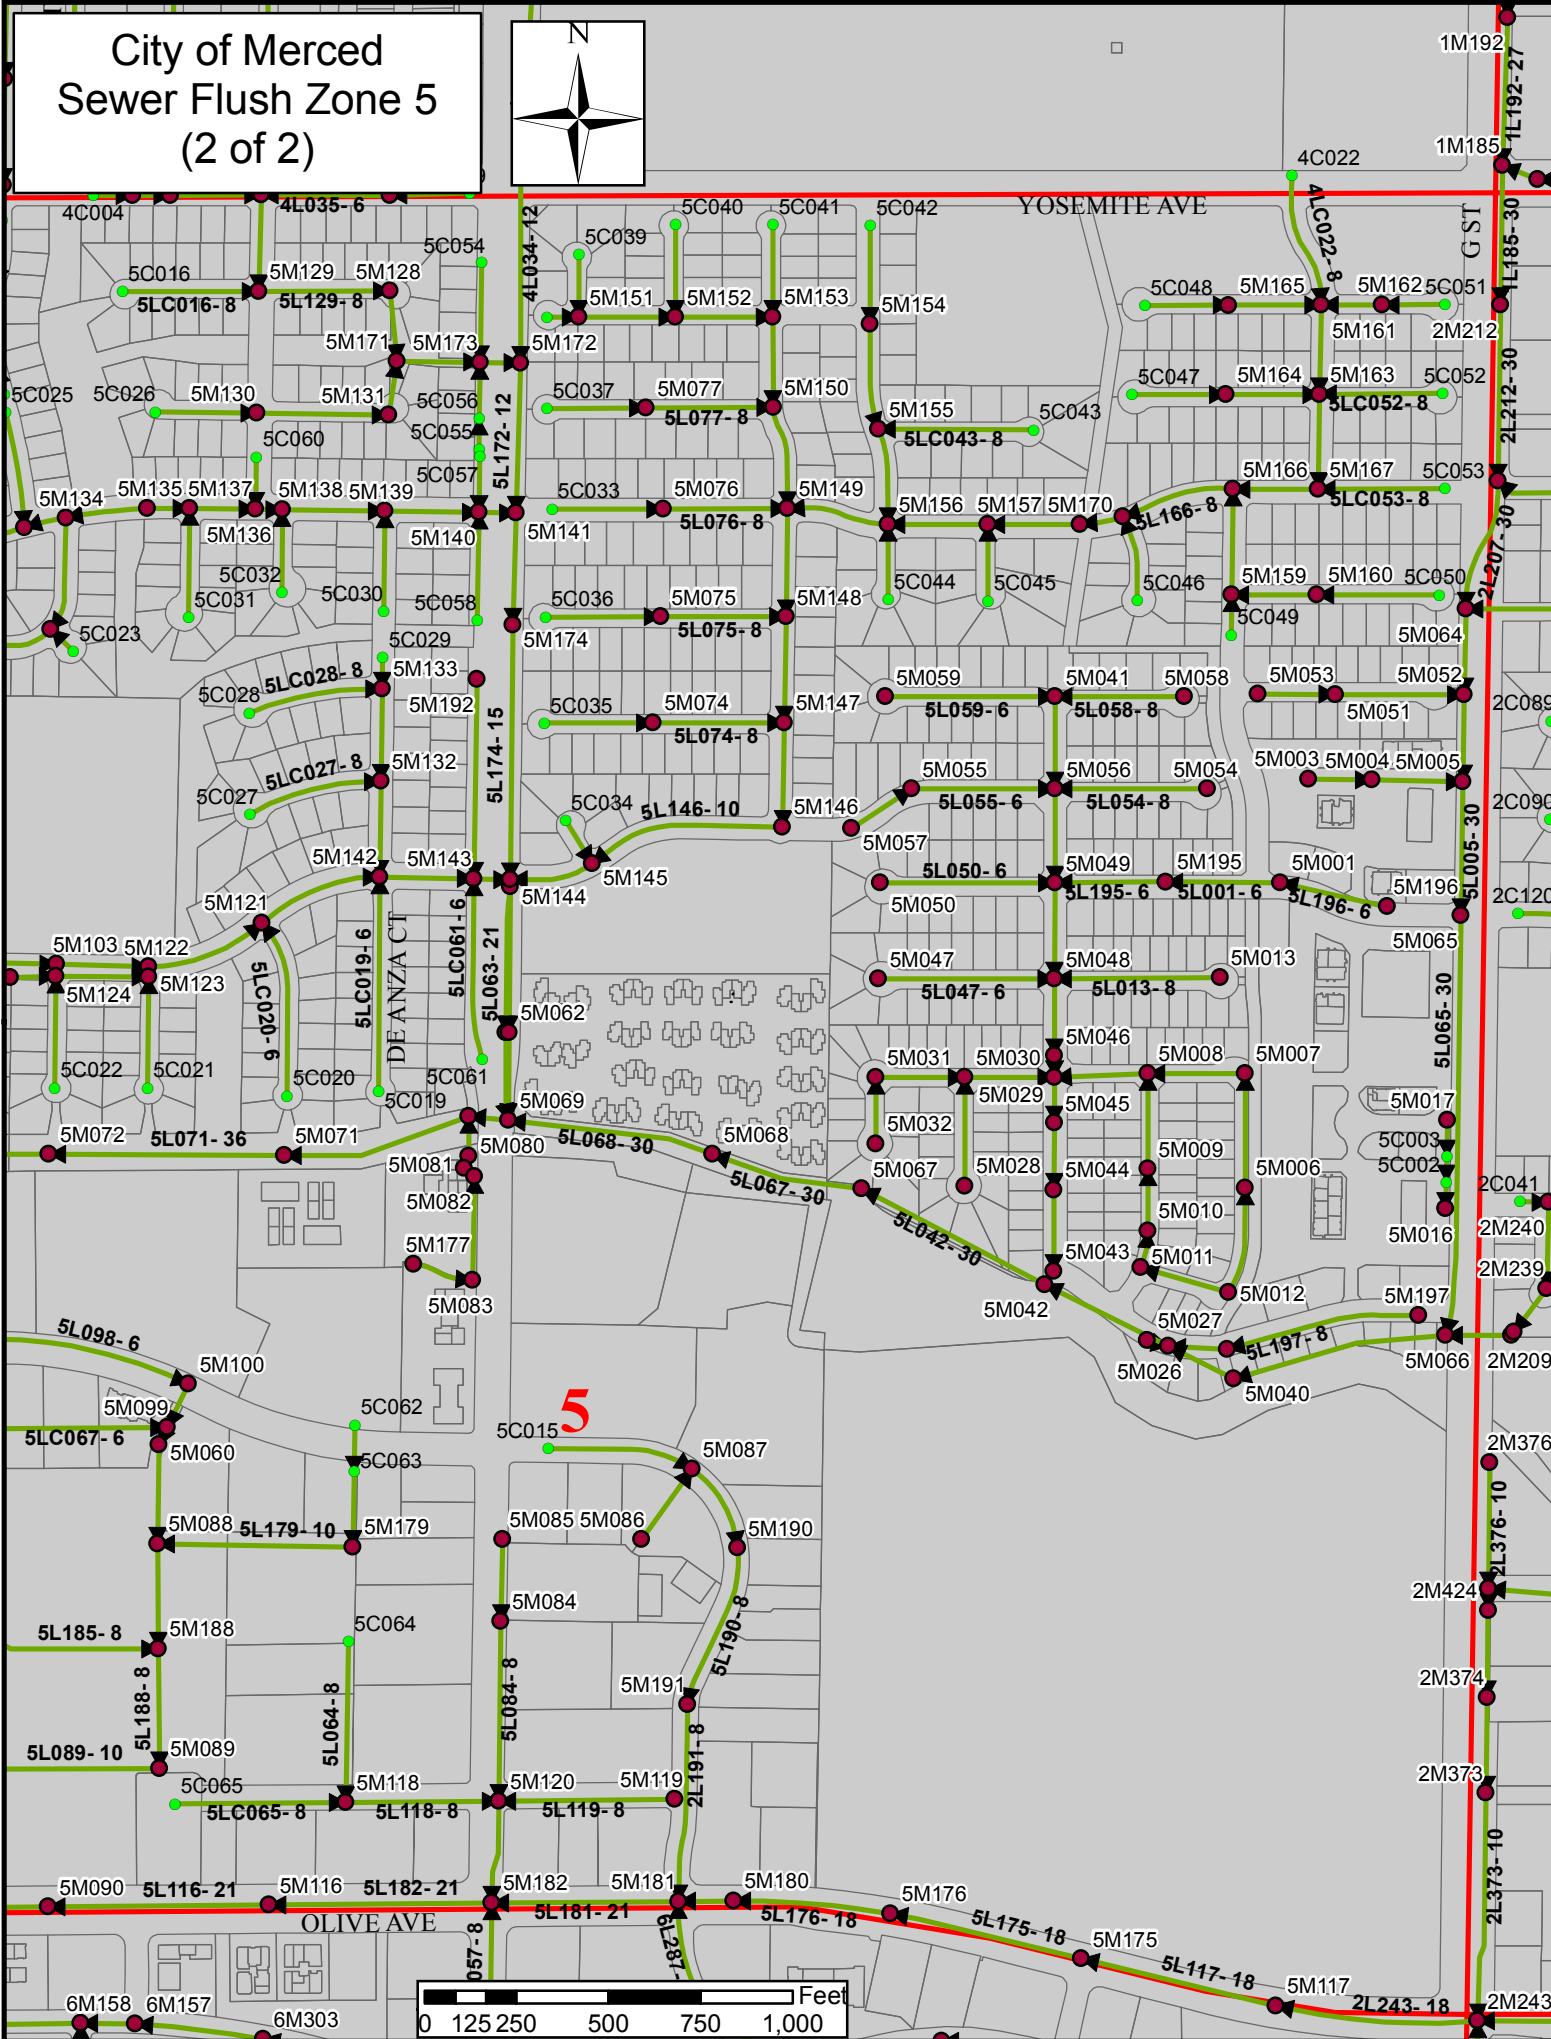 City of Merced
Sewer Flush Zone 5
(2 of 2)
N
1M192
1L192- 27
1M185
4C022
4C004
4L035- 6
4L034- 12
YOSEMITE AVE
4LC022- 8
G ST
1L185- 30
5C040
5C041
5C042
5C039
5C054
5C016
5M129
5M128
5LC016- 8
5L129- 8
5M151
5M152
5M153
5M154
5C048
5M165
5M162
5C051
5M161
2M212
5M171
5M173
5M172
2L212- 30
5C025
5C026
5M130
5M131
5C056
5C055
5C037
5M077
5M150
5L077- 8
5L172- 12
5M155
5C043
5LC043- 8
5C047
5M164
5M163
5C052
5LC052- 8
5C060
5C057
5M134
5M135
5M137
5M138
5M139
5M136
5M140
5M141
5C033
5M076
5M149
5L076- 8
5M156
5M157
5M170
5L166- 8
5M166
5M167
5C053
5LC053- 8
2L207- 30
5C032
5C031
5C030
5C058
5C044
5C045
5C046
5M159
5M160
5C050
5C049
5M064
5C036
5M075
5M148
5L075- 8
5M174
5C023
5C029
5M133
5LC028- 8
5C028
5M192
5M059
5M041
5M058
5L059- 6
5L058- 8
5M053
5M052
5M051
2C089
5C035
5M074
5M147
5L074- 8
5L174- 15
5M132
5LC027- 8
5C027
5C034
5L146- 10
5M146
5M055
5M056
5M054
5L055- 6
5L054- 8
5M057
5M003
5M004
5M005
2C090
5L005- 30
5M142
5M143
5M145
5M144
5L050- 6
5M050
5M049
5M195
5M001
5L195- 6
5L001- 6
5L196- 6
5M196
5M065
2C120
5M121
5M103
5M122
5M124
5M123
5LC020- 6
5LC019- 6
DE ANZA CT
5LC061- 6
5L063- 21
5M062
5M047
5M048
5M013
5L047- 6
5L013- 8
5L065- 30
5C022
5C021
5C020
5C019
5C061
5M069
5M031
5M030
5M029
5M046
5M008
5M007
5M045
5M032
5M017
5C003
5C002
5M072
5L071- 36
5M071
5M080
5L068- 30
5M068
5M081
5M082
5L067- 30
5M067
5M028
5M044
5M009
5M006
2C041
5M016
2M240
5M177
5M083
5L042- 30
5M042
5M043
5M010
5M011
5M012
2M239
5M197
5M027
5M026
5L197- 8
5M066
5M040
2M209
5L098- 6
5M100
5M099
5LC067- 6
5M060
5C062
5C063
5C015
5
5M087
2M376
2L376- 10
5M088
5L179- 10
5M179
5M085
5M086
5M190
2M424
5M084
5C064
5L185- 8
5M188
5L188- 8
5L064- 8
5L084- 8
5L190- 8
5M191
2M374
2L191- 8
5L089- 10
5M089
5C065
5LC065- 8
5M118
5L118- 8
5M120
5L119- 8
5M119
2M373
2L373- 10
5M090
5L116- 21
5M116
5L182- 21
5M182
5L181- 21
5M181
5M180
5L176- 18
5M176
OLIVE AVE
057- 8
6L287-
5L175- 18
5M175
5L117- 18
5M117
2L243- 18
2M243
6M158
6M157
6M303
Feet
0 125 250 500 750 1,000